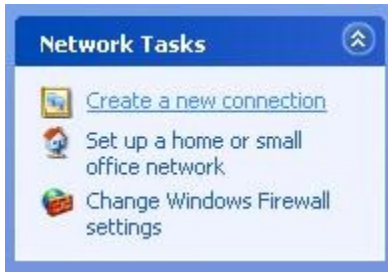 Network Tasks
Create a new connection
Set up a home or small
office network
Change Windows Firewall
settings